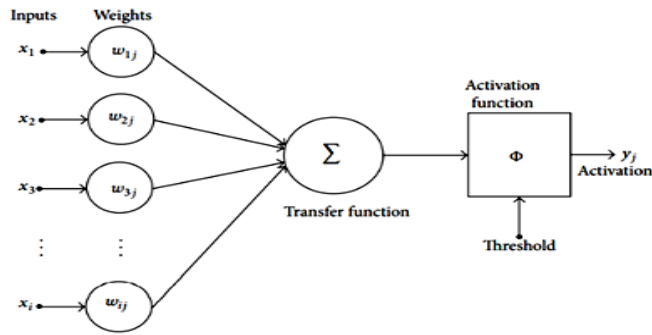 Inputs Weights
x₁ w₁ⱼ
x₂ w₂ⱼ
x₃ w₃ⱼ
⋮ ⋮
xᵢ wᵢⱼ
Σ
Transfer function
Activation
function
Φ
yⱼ
Activation
Threshold